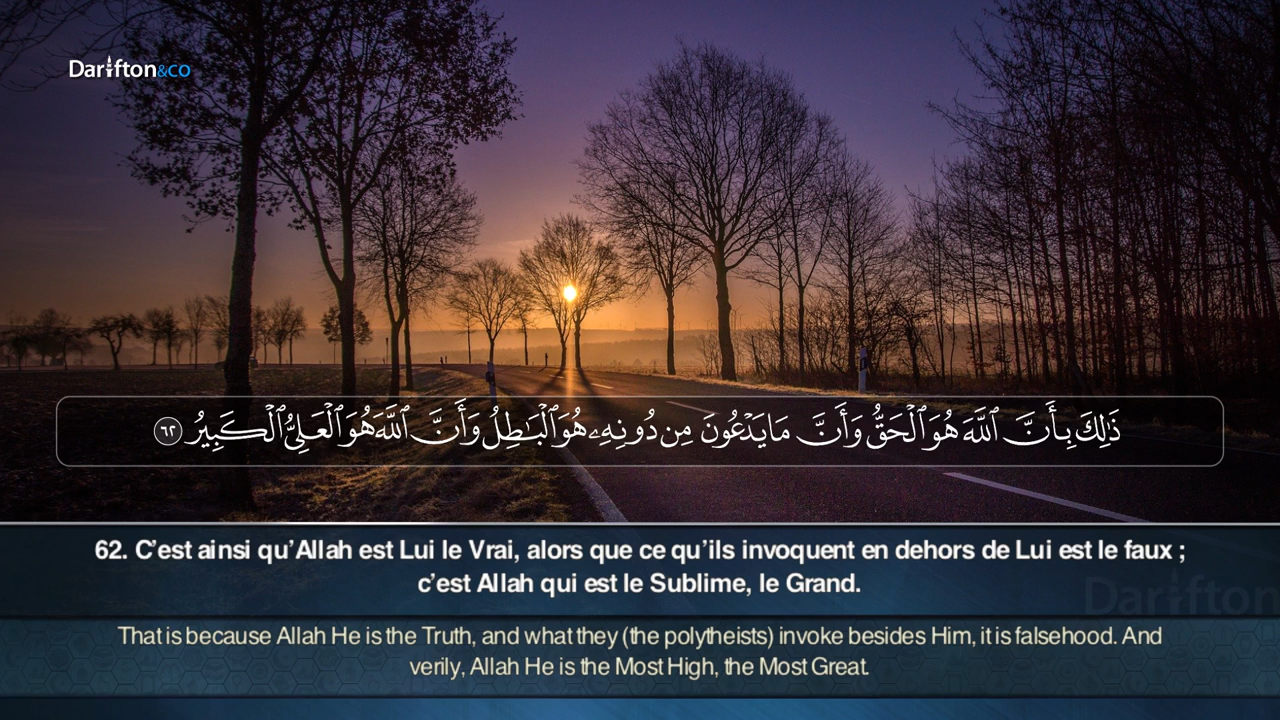 Darifton&co
ذَٰلِكَ بِأَنَّ ٱللَّهَ هُوَ ٱلْحَقُّ وَأَنَّ مَا يَدْعُونَ مِن دُونِهِۦ هُوَ ٱلْبَٰطِلُ وَأَنَّ ٱللَّهَ هُوَ ٱلْعَلِىُّ ٱلْكَبِيرُ ٦٢
62. C’est ainsi qu’Allah est Lui le Vrai, alors que ce qu’ils invoquent en dehors de Lui est le faux ;
c’est Allah qui est le Sublime, le Grand.
Darifton
That is because Allah He is the Truth, and what they (the polytheists) invoke besides Him, it is falsehood. And
verily, Allah He is the Most High, the Most Great.